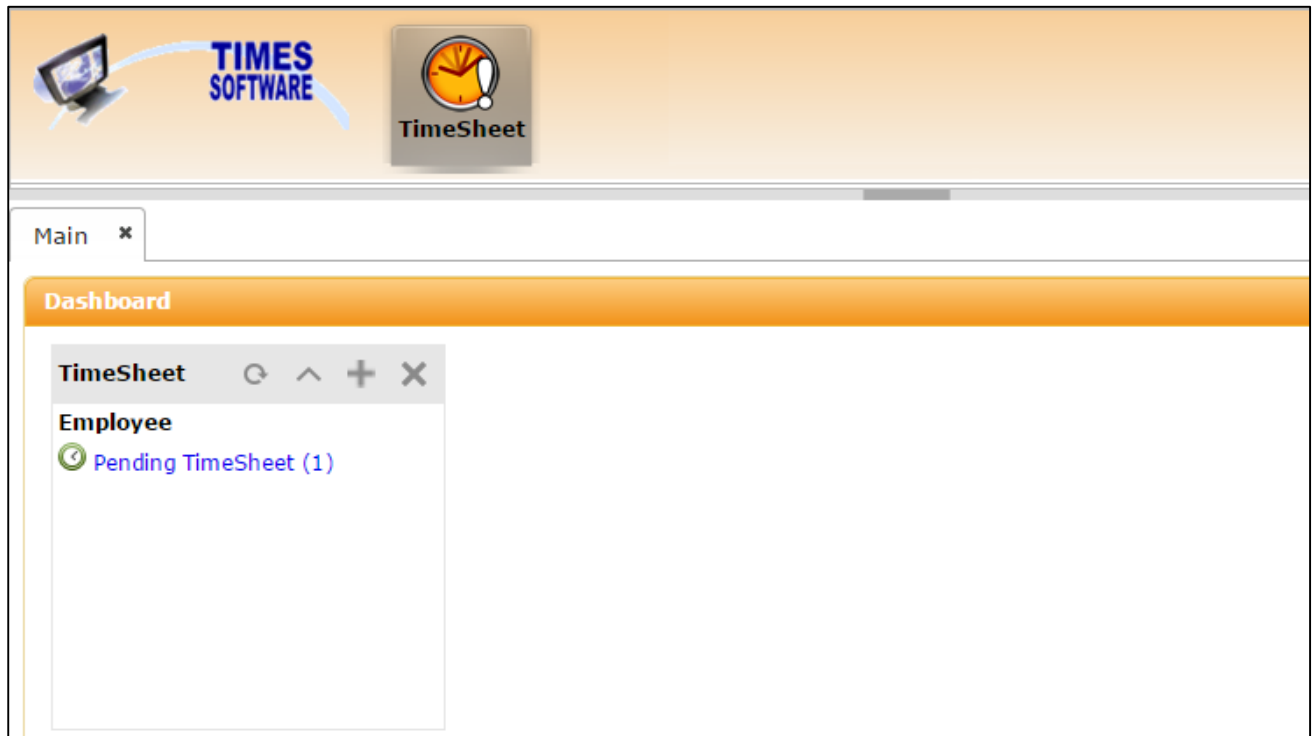 TIMES
SOFTWARE
TimeSheet
Main
Dashboard
TimeSheet
Employee
Pending TimeSheet (1)